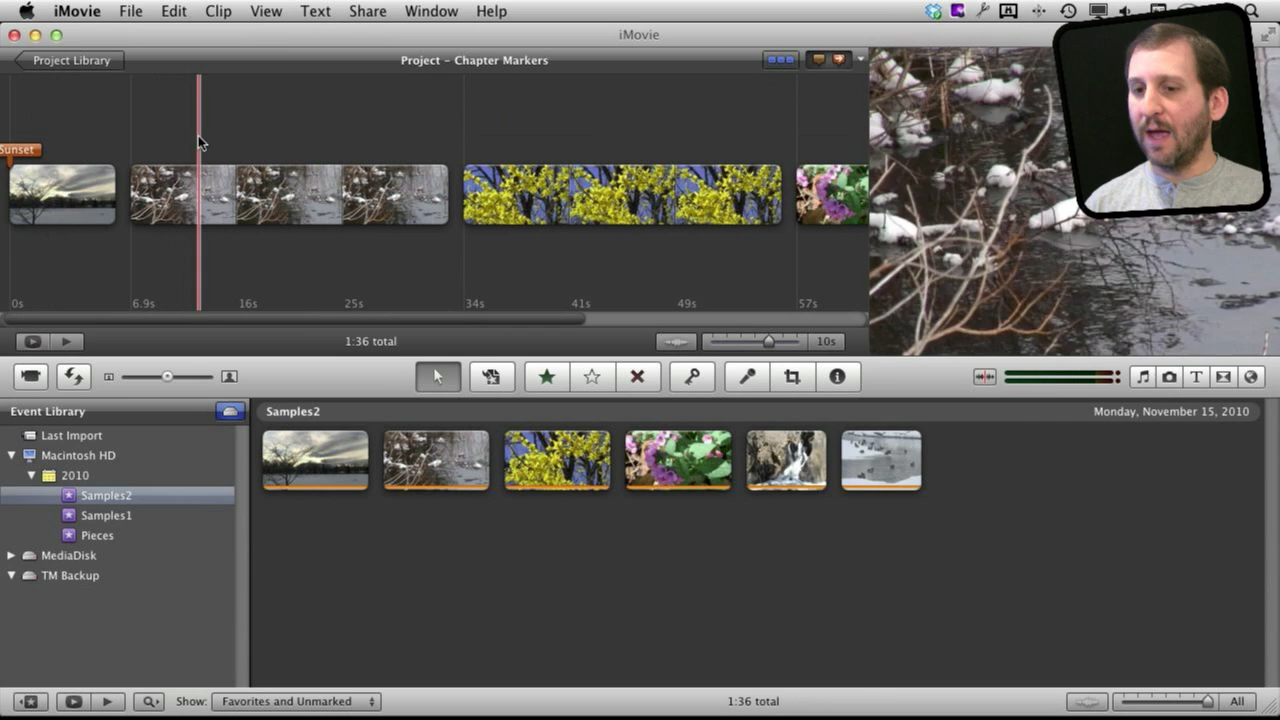 iMovie File Edit Clip View Text Share Window Help
iMovie
Project Library
Project – Chapter Markers
Sunset
0s 6.9s 16s 25s 34s 41s 49s 57s
1:36 total
10s
Event Library
Samples2
Monday, November 15, 2010
Last Import
Macintosh HD
2010
Samples2
Samples1
Pieces
MediaDisk
TM Backup
Show: Favorites and Unmarked
1:36 total
All